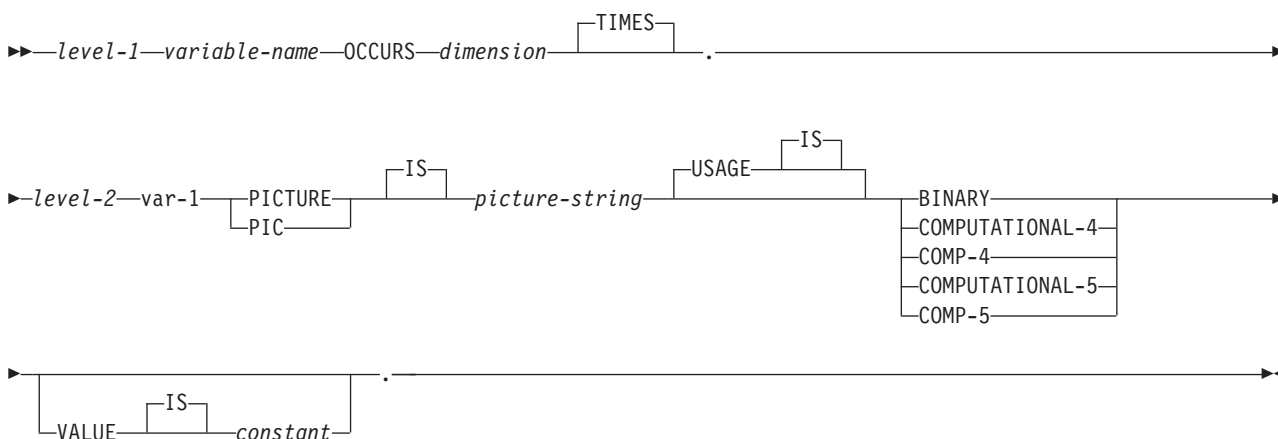 TIMES
level-1 variable-name OCCURS dimension .
IS IS
USAGE
level-2 var-1 PICTURE picture-string BINARY
PIC COMPUTATIONAL-4
COMP-4
COMPUTATIONAL-5
COMP-5
.
IS
VALUE constant